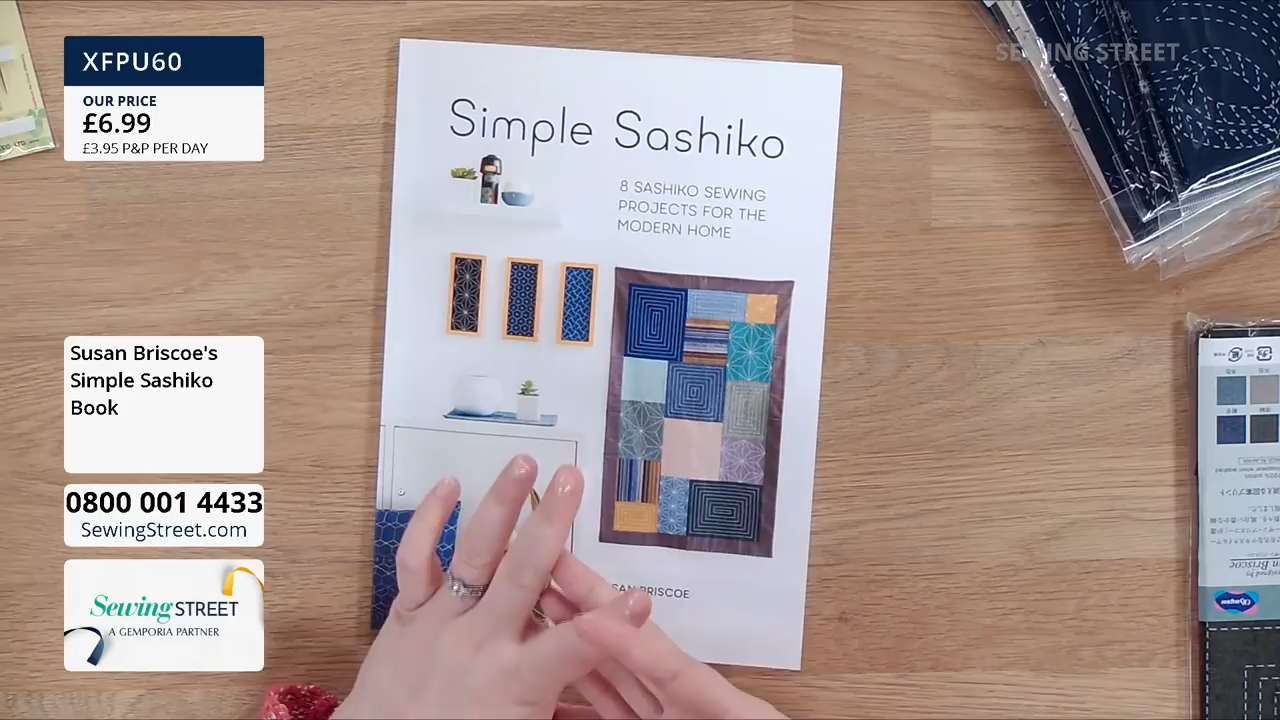 XFPU60
OUR PRICE
£6.99
£3.95 P&P PER DAY
Susan Briscoe's
Simple Sashiko
Book
0800 001 4433
SewingStreet.com
Sewing STREET
A GEMPORIA PARTNER
Simple Sashiko
8 SASHIKO SEWING
PROJECTS FOR THE
MODERN HOME
SAN BRISCOE
SEWING STREET